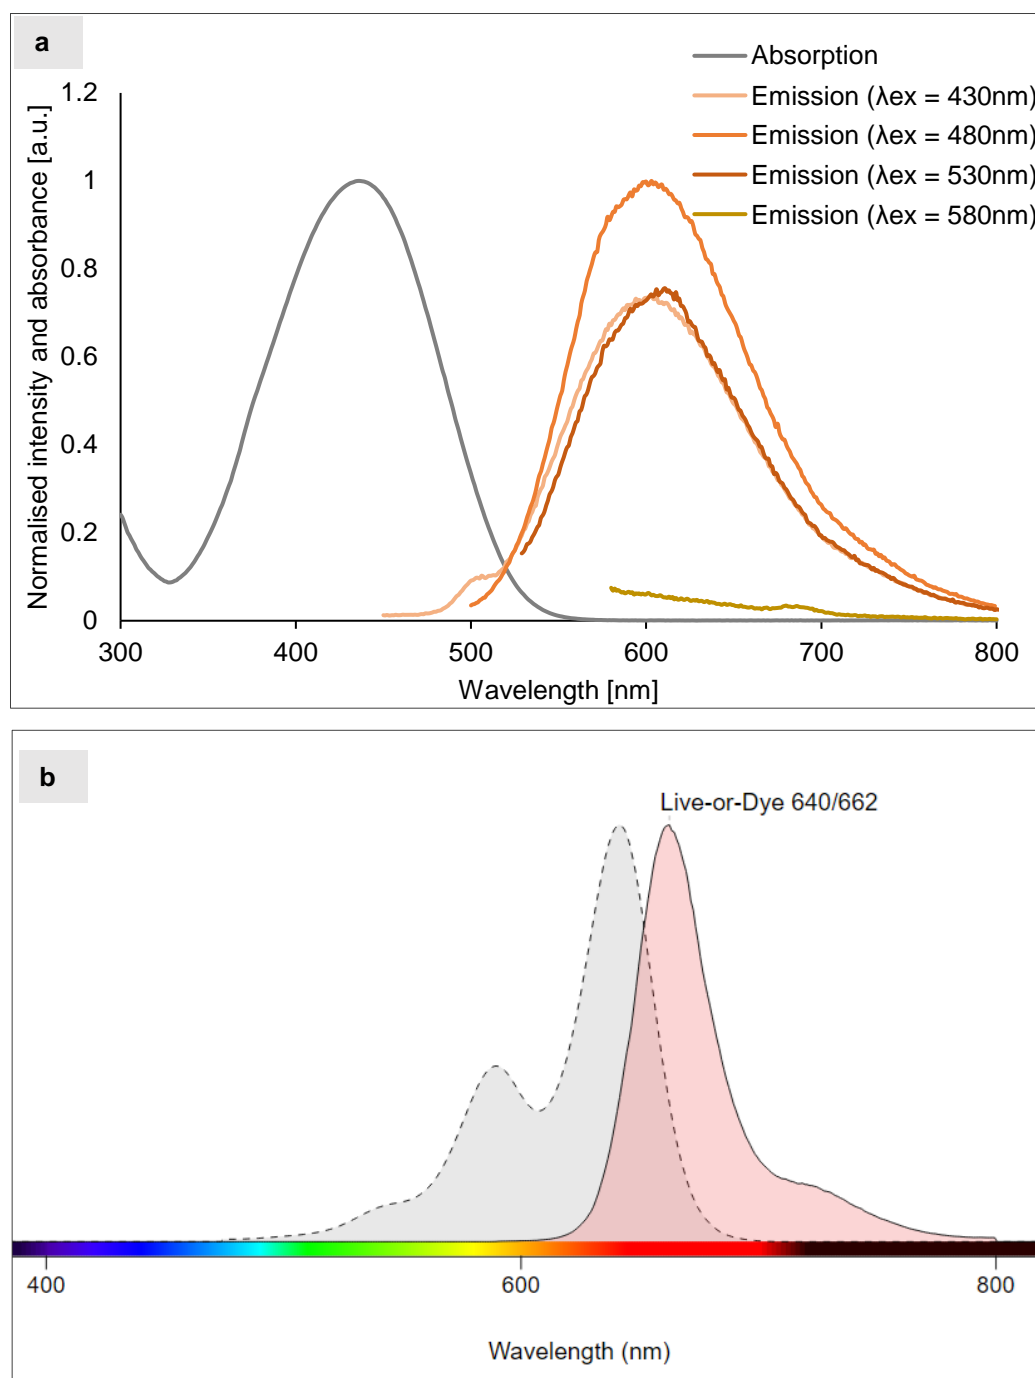 a
Absorption
Emission (λex = 430nm)
Emission (λex = 480nm)
Emission (λex = 530nm)
Emission (λex = 580nm)
Normalised intensity and absorbance [a.u.]
1.2
1
0.8
0.6
0.4
0.2
0
300 400 500 600 700 800
Wavelength [nm]
b
Live-or-Dye 640/662
400 600 800
Wavelength (nm)